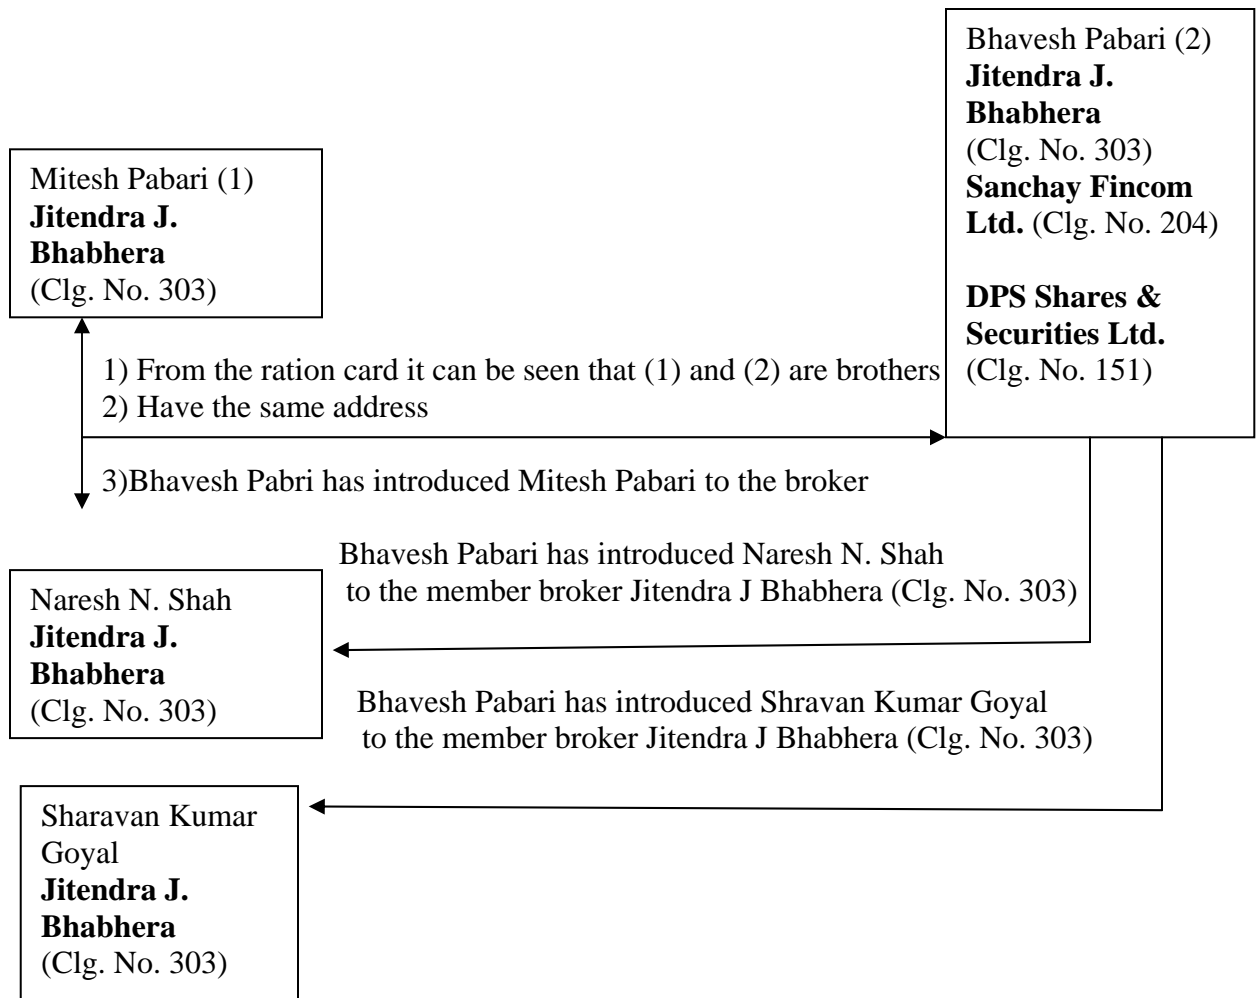 Bhavesh Pabari (2)
Jitendra J.
Bhabhera
(Clg. No. 303)
Sanchay Fincom
Ltd. (Clg. No. 204)
DPS Shares &
Securities Ltd.
(Clg. No. 151)
Mitesh Pabari (1)
Jitendra J.
Bhabhera
(Clg. No. 303)
1) From the ration card it can be seen that (1) and (2) are brothers
2) Have the same address
3)Bhavesh Pabri has introduced Mitesh Pabari to the broker
Bhavesh Pabari has introduced Naresh N. Shah
to the member broker Jitendra J Bhabhera (Clg. No. 303)
Naresh N. Shah
Jitendra J.
Bhabhera
(Clg. No. 303)
Bhavesh Pabari has introduced Shravan Kumar Goyal
to the member broker Jitendra J Bhabhera (Clg. No. 303)
Sharavan Kumar
Goyal
Jitendra J.
Bhabhera
(Clg. No. 303)